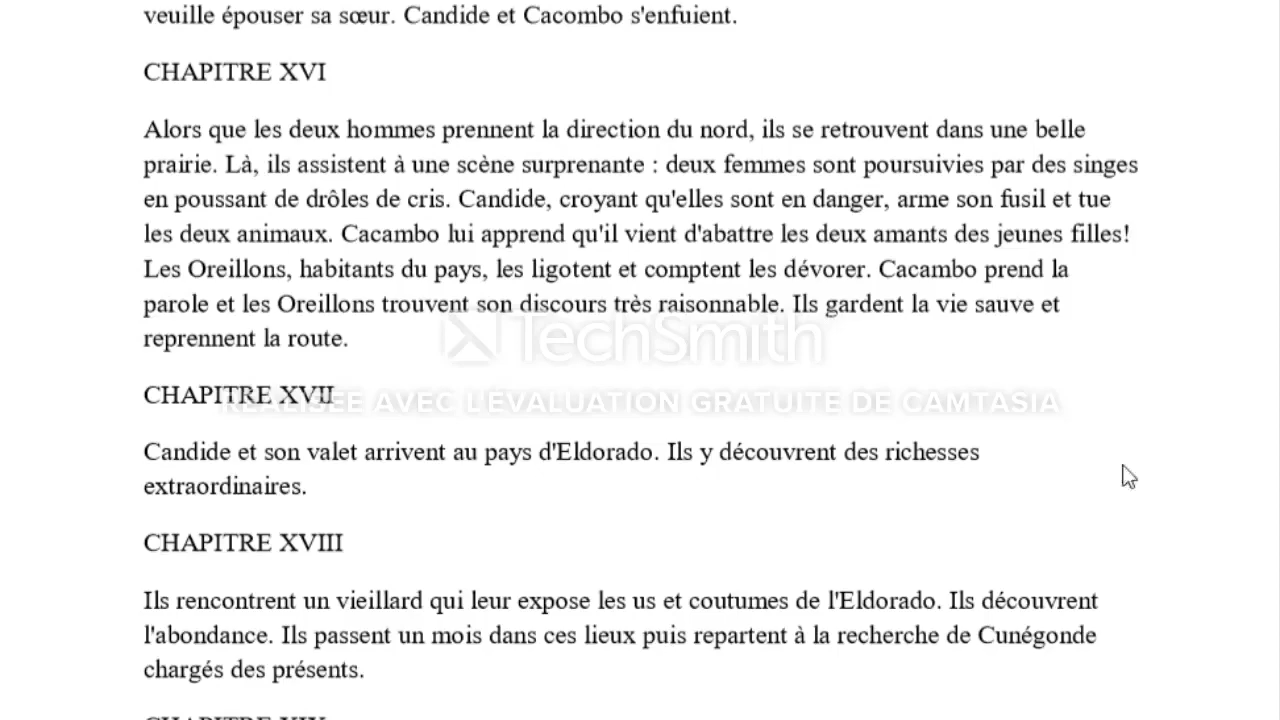 veuille épouser sa sœur. Candide et Cacombo s'enfuient.
CHAPITRE XVI
Alors que les deux hommes prennent la direction du nord, ils se retrouvent dans une belle
prairie. Là, ils assistent à une scène surprenante : deux femmes sont poursuivies par des singes
en poussant de drôles de cris. Candide, croyant qu'elles sont en danger, arme son fusil et tue
les deux animaux. Cacambo lui apprend qu'il vient d'abattre les deux amants des jeunes filles!
Les Oreillons, habitants du pays, les ligotent et comptent les dévorer. Cacambo prend la
parole et les Oreillons trouvent son discours très raisonnable. Ils gardent la vie sauve et
reprennent la route.
TechSmith
CHAPITRE XVII
RÉALISÉE AVEC L'ÉVALUATION GRATUITE DE CAMTASIA
Candide et son valet arrivent au pays d'Eldorado. Ils y découvrent des richesses
extraordinaires.
CHAPITRE XVIII
Ils rencontrent un vieillard qui leur expose les us et coutumes de l'Eldorado. Ils découvrent
l'abondance. Ils passent un mois dans ces lieux puis repartent à la recherche de Cunégonde
chargés des présents.
CHAPITRE XIX